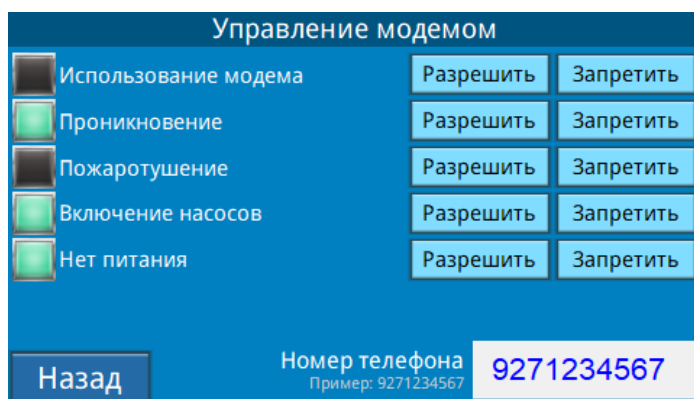 Управление модемом
Использование модема Разрешить Запретить
Проникновение Разрешить Запретить
Пожаротушение Разрешить Запретить
Включение насосов Разрешить Запретить
Нет питания Разрешить Запретить
Номер телефона
Пример: 9271234567
9271234567
Назад